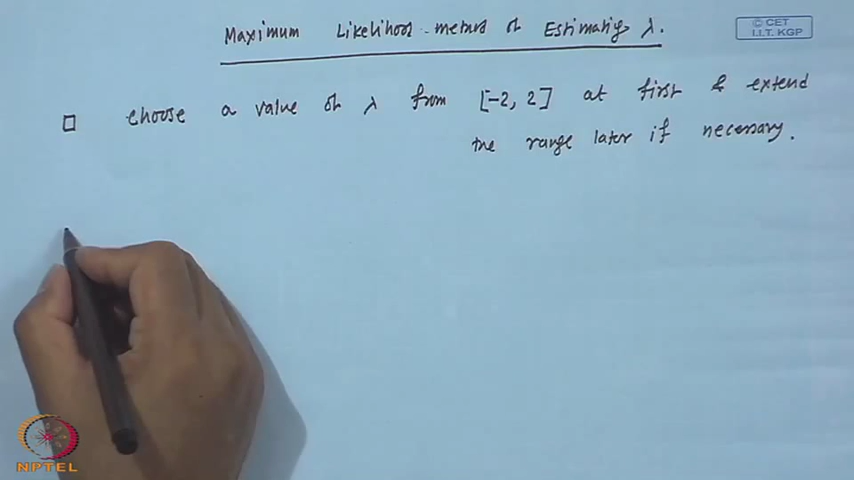 Maximum Likelihood method of Estimating λ.
© CET
I.I.T. KGP
□ choose a value of λ from [-2, 2] at first & extend
the range later if necessary.
NPTEL